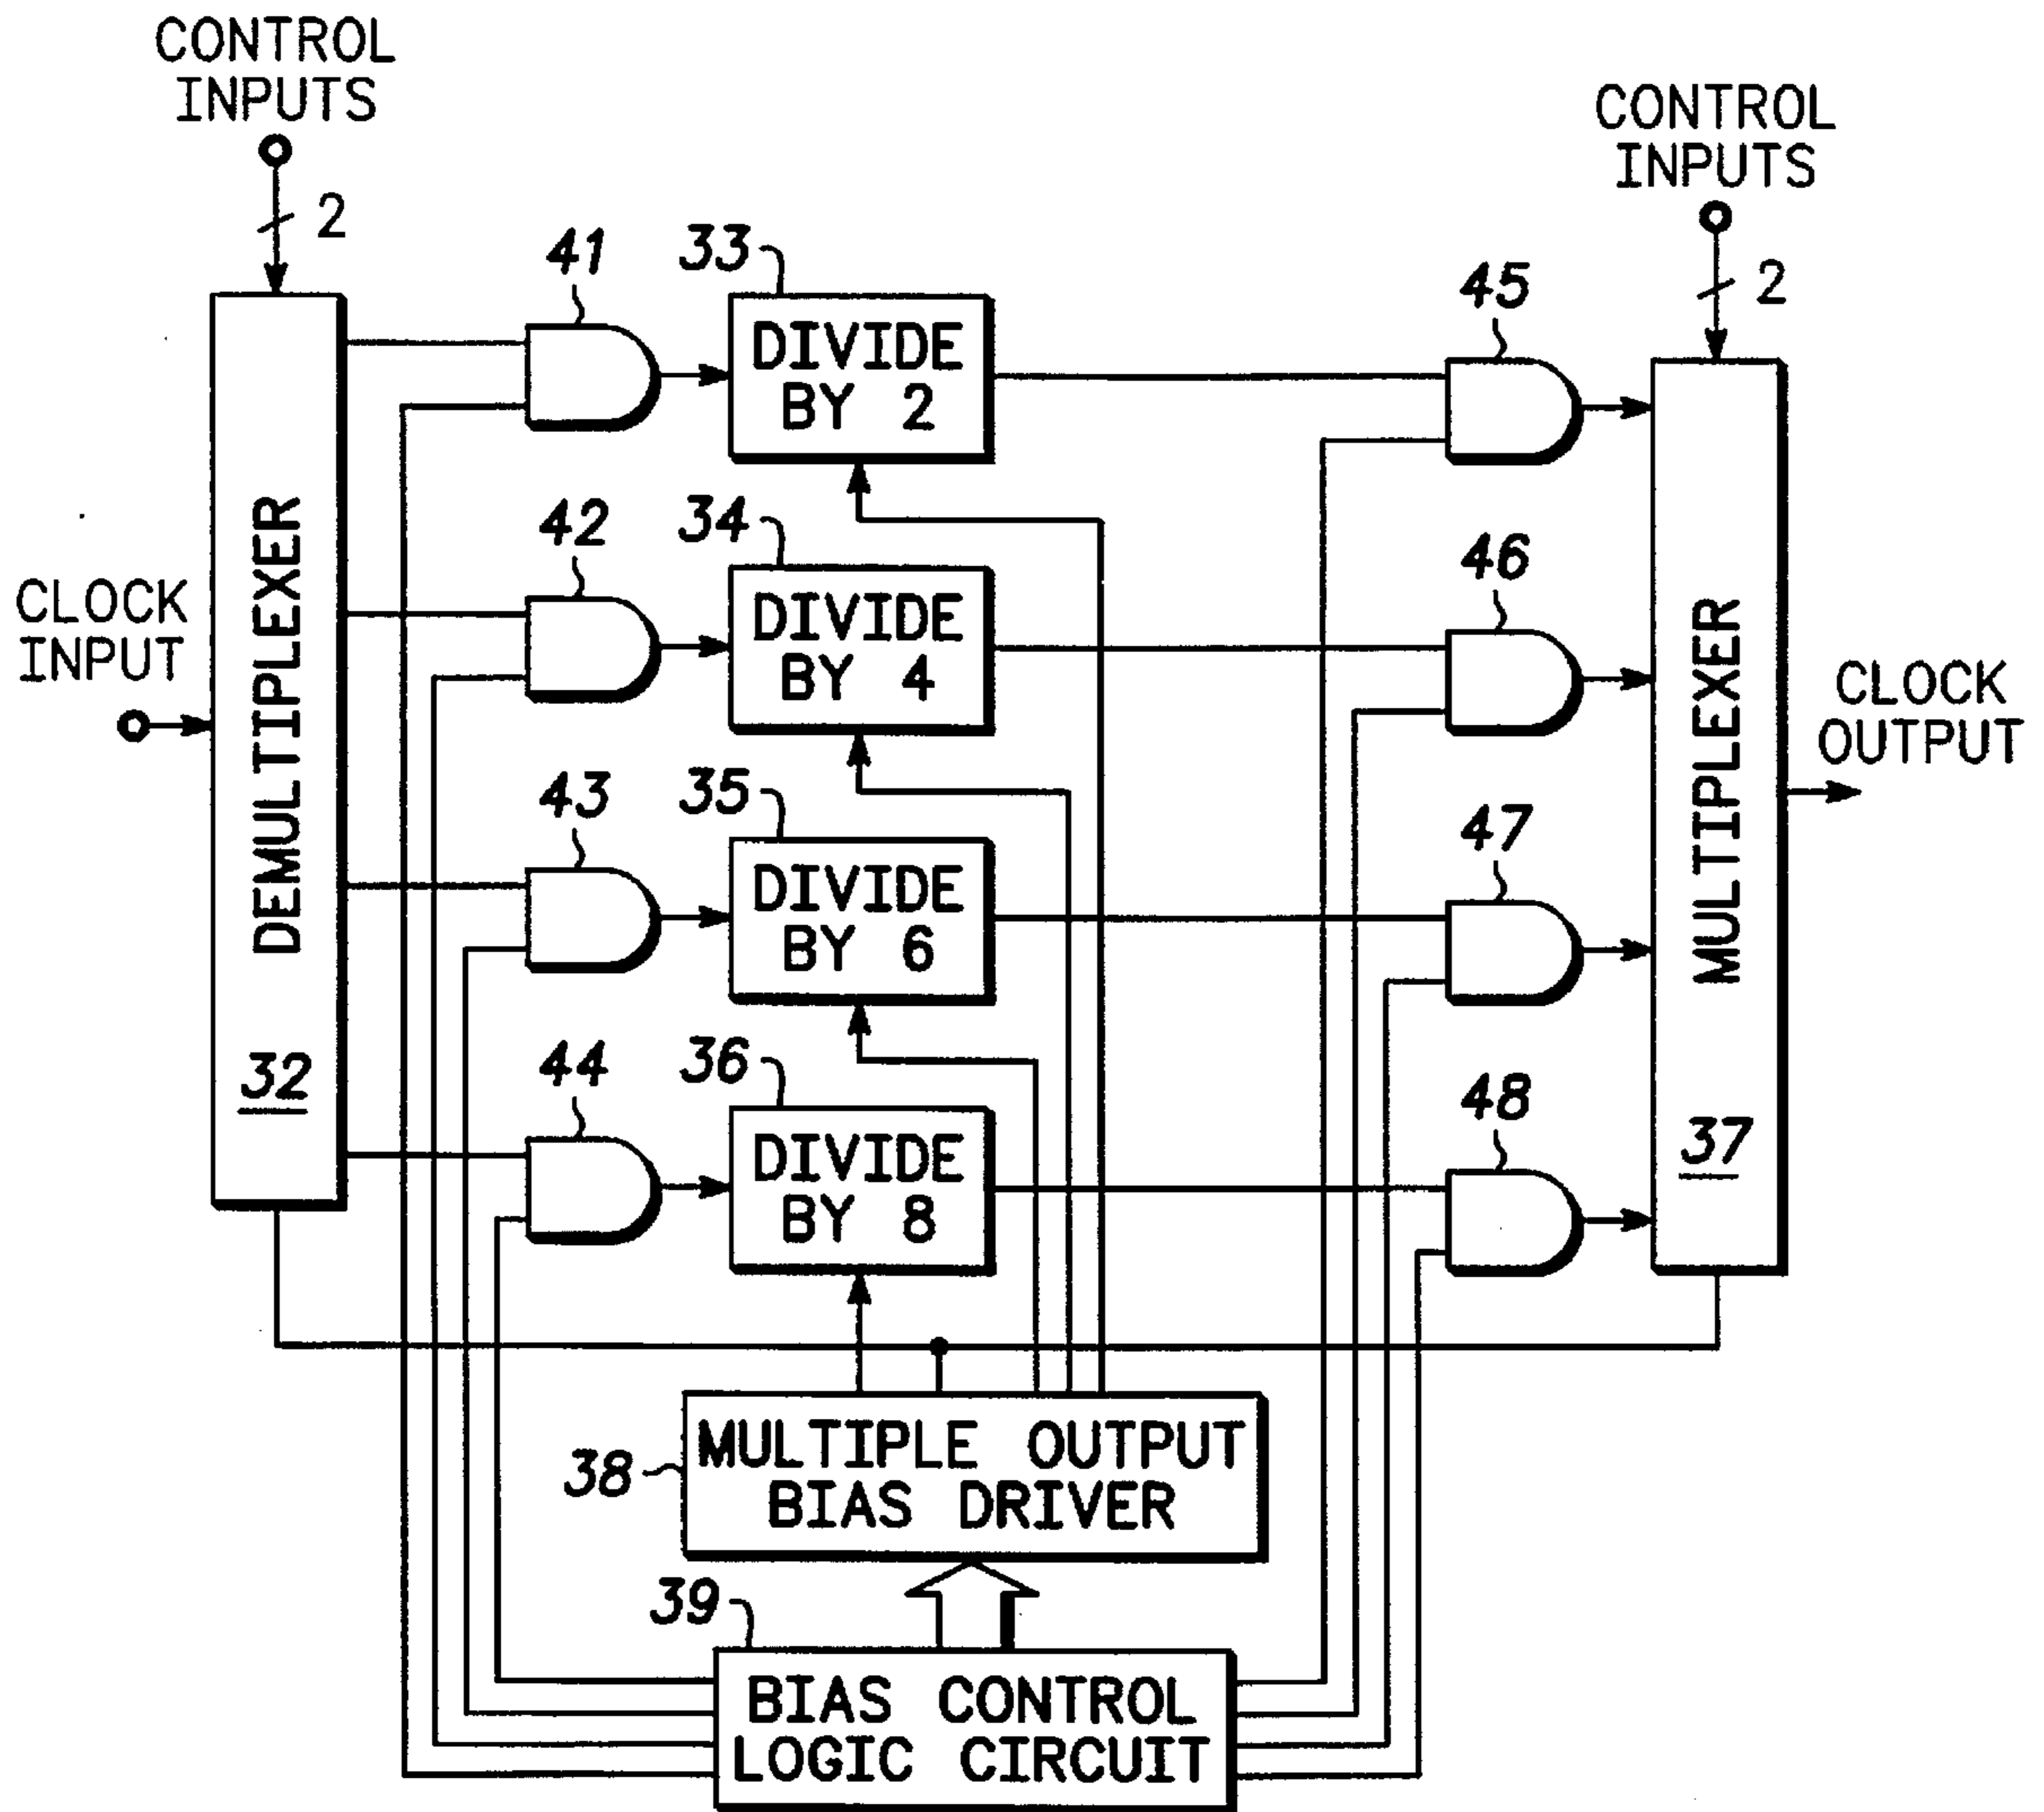 CONTROL
INPUTS
2
CONTROL
INPUTS
2
41
33
DIVIDE
BY 2
45
42
34
DIVIDE
BY 4
46
CLOCK
INPUT
DEMULTIPLEXER
32
43
35
DIVIDE
BY 6
47
MULTIPLEXER
37
CLOCK
OUTPUT
44
36
DIVIDE
BY 8
48
38
MULTIPLE OUTPUT
BIAS DRIVER
39
BIAS CONTROL
LOGIC CIRCUIT